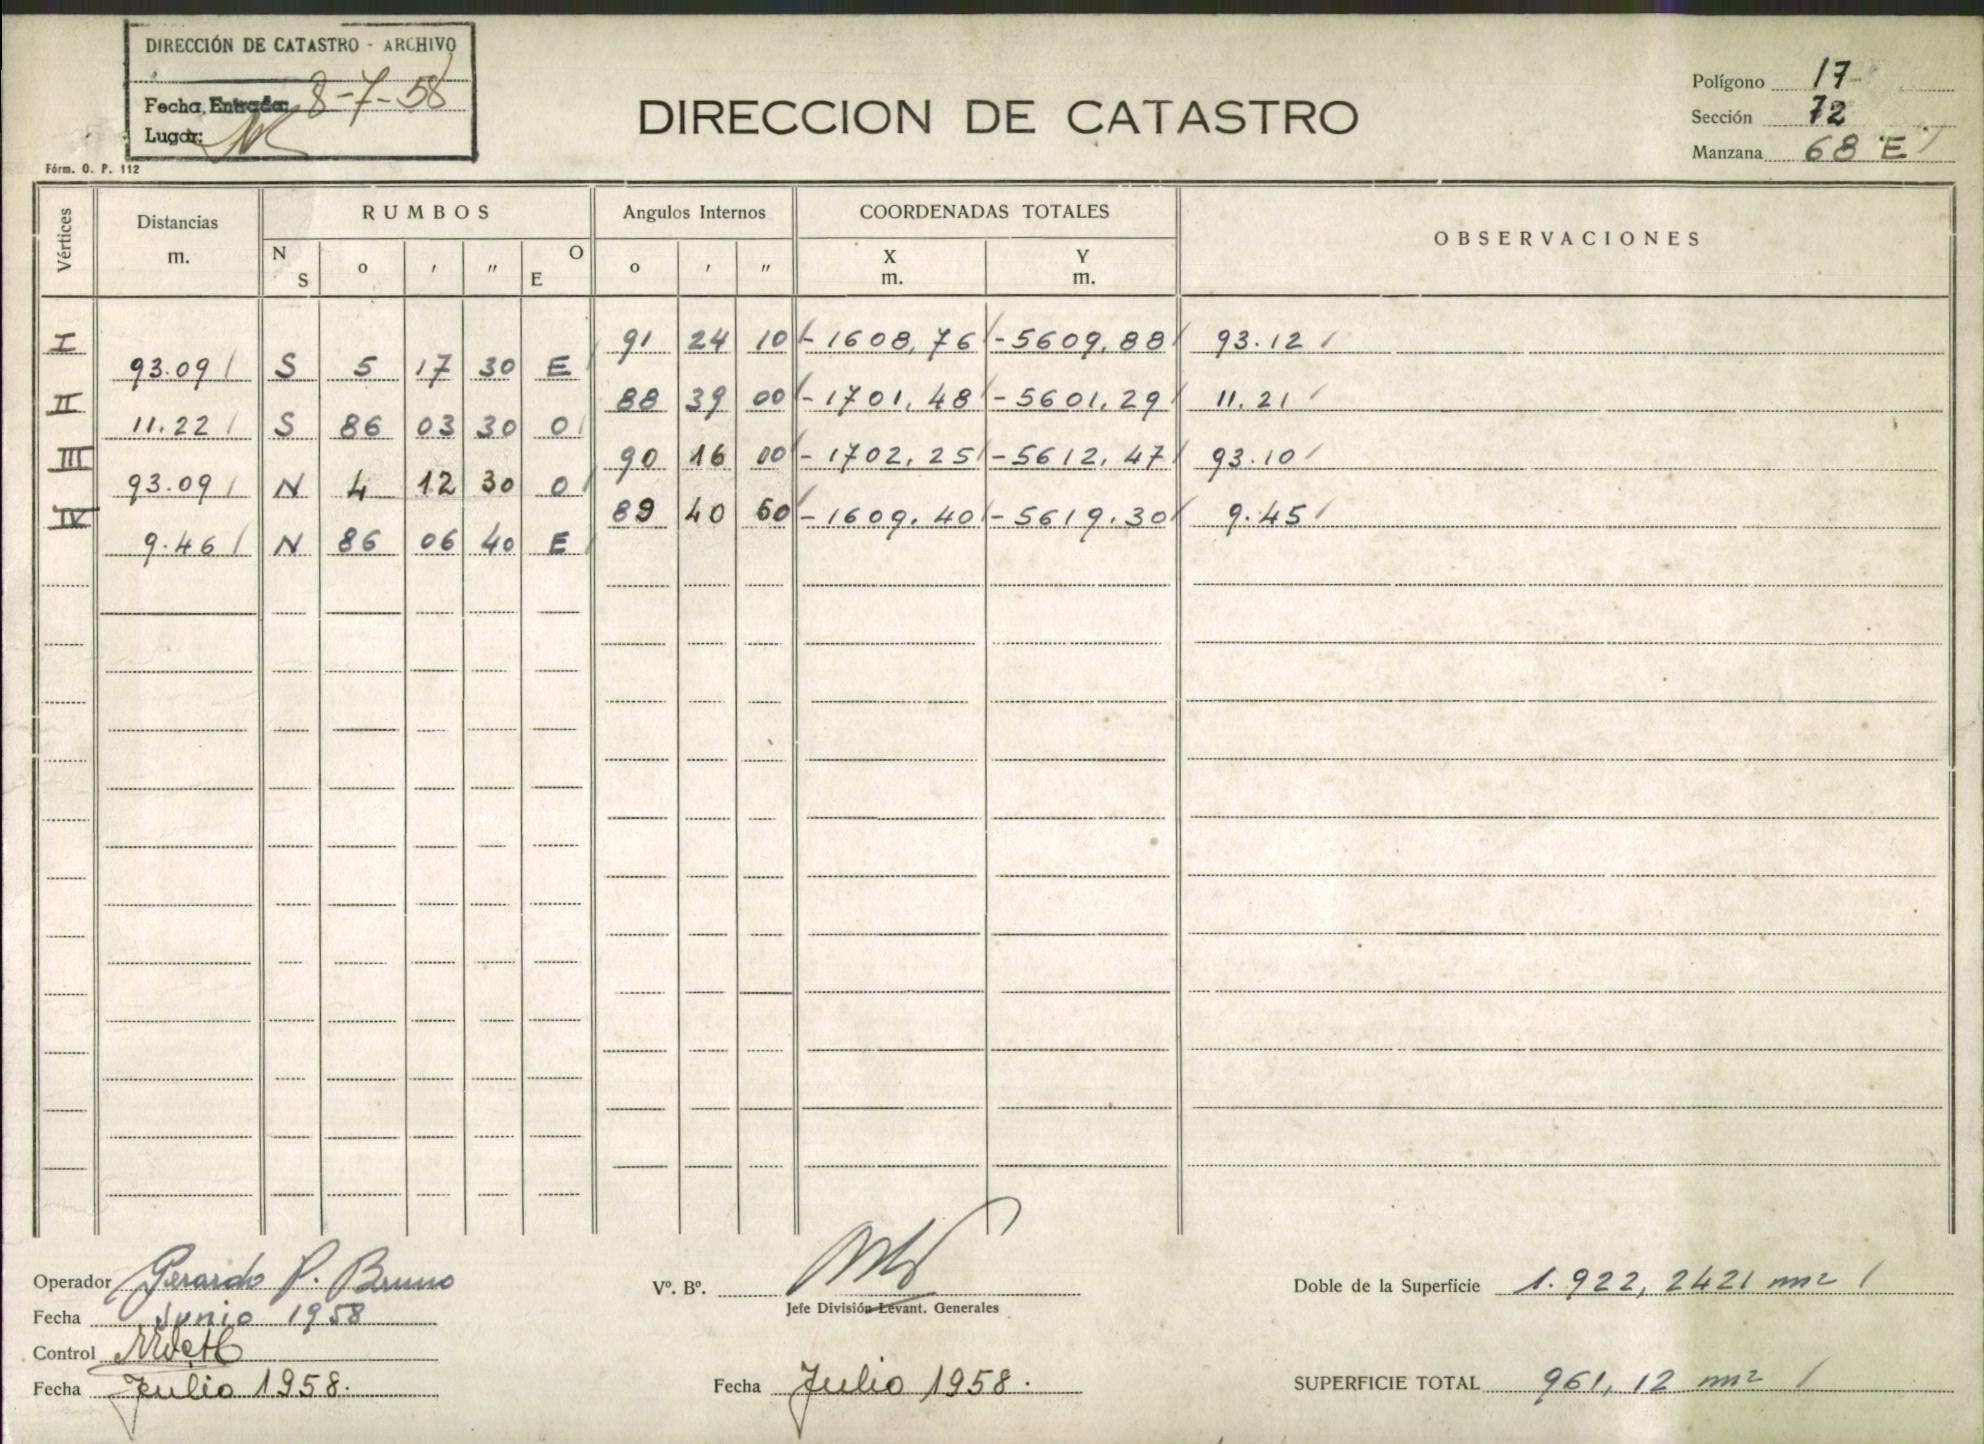 DIRECCIÓN DE CATASTRO - ARCHIVO
Fecha Entrada: 8-7-58
Lugar:
Fórm. O. P. 112
DIRECCION DE CATASTRO
Polígono 17
Sección 72
Manzana 68 E
Vértices Distancias m. RUMBOS Angulos Internos COORDENADAS TOTALES OBSERVACIONES
N S o ′ ″ O E o ′ ″ X m. Y m.
I 91 24 10 -1608,76 -5609,88 93.12
93.09 S 5 17 30 E
II 88 39 00 -1701,48 -5601,29 11.21
11.22 S 86 03 30 O
III 90 16 00 -1702,25 -5612,47 93.10
93.09 N 4 12 30 O
IV 89 40 50 -1609.40 -5619.30 9.45
9.46 N 86 06 40 E
Operador Gerardo P. Bruno
Fecha Junio 1958
Control
Fecha Julio 1958.
Vº. Bº.
Jefe División Levant. Generales
Fecha Julio 1958.
Doble de la Superficie 1.922,2421 m2
SUPERFICIE TOTAL 961,12 m2